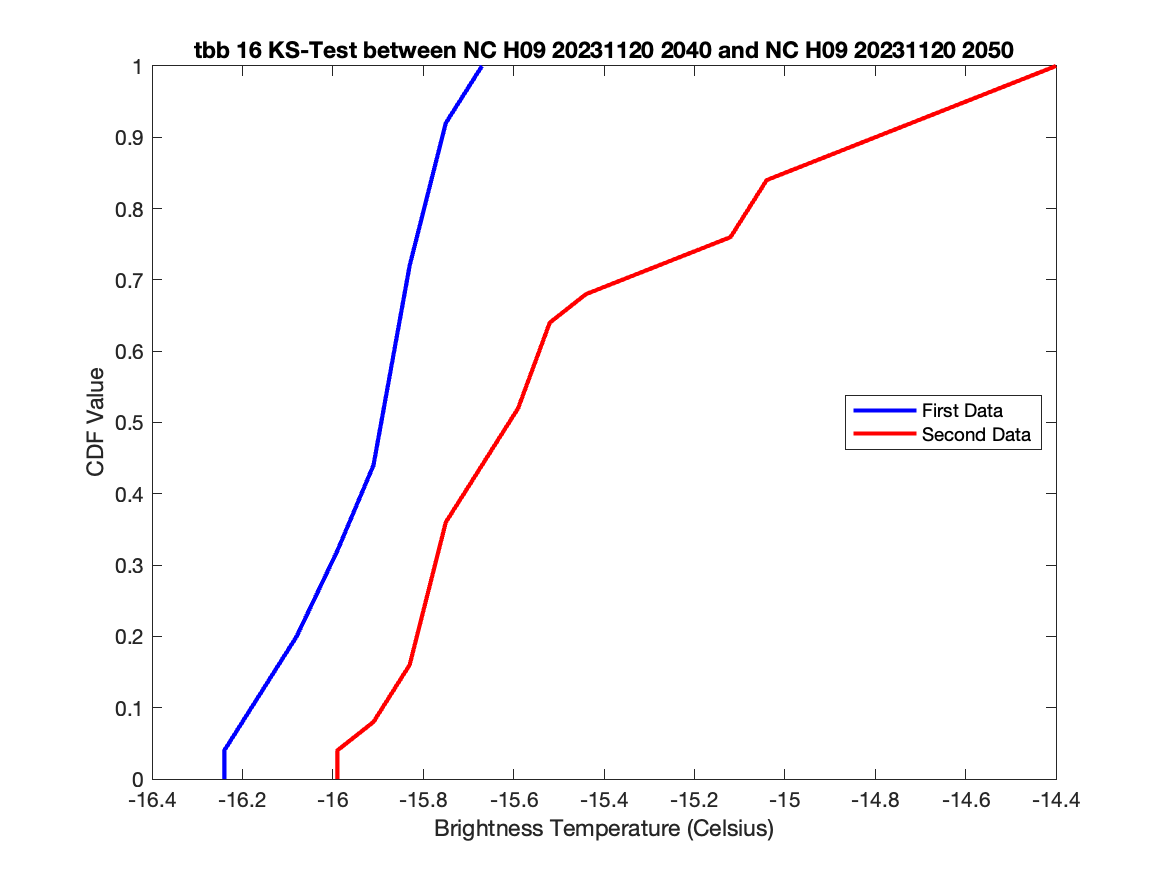 tbb 16 KS-Test between NC H09 20231120 2040 and NC H09 20231120 2050
1
0.9
0.8
0.7
0.6
0.5
0.4
0.3
0.2
0.1
0
CDF Value
First Data
Second Data
-16.4 -16.2 -16 -15.8 -15.6 -15.4 -15.2 -15 -14.8 -14.6 -14.4
Brightness Temperature (Celsius)